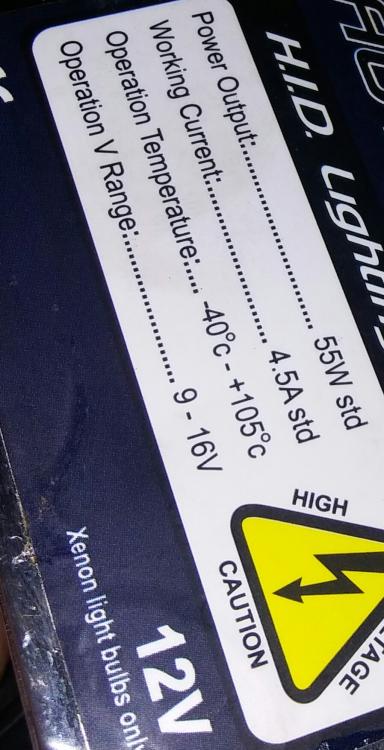 H.I.D. Lighting
Power Output:.............................. 55W std
Working Current:......................... 4.5A std
Operation Temperature:..... -40°c - +105°c
Operation V Range:..................... 9 - 16V
HIGH
CAUTION
12V
Xenon light bulbs only